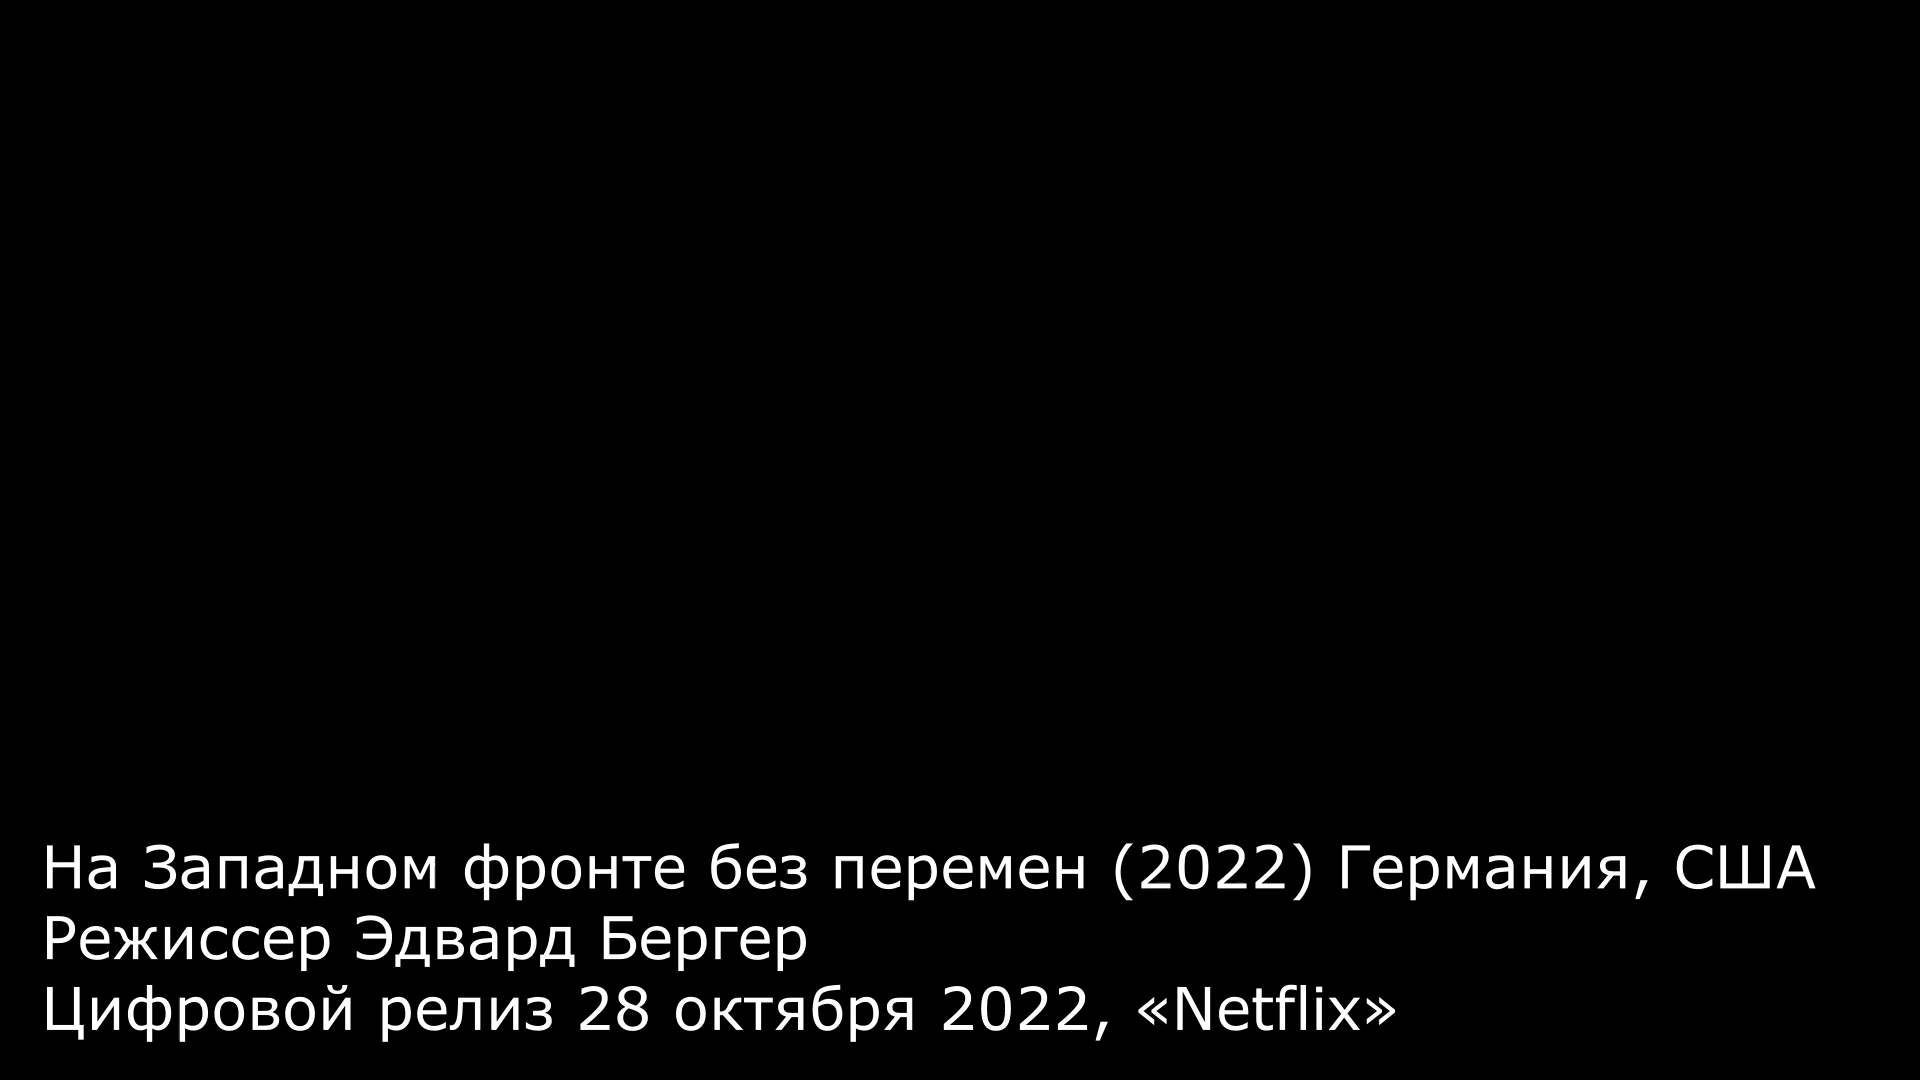 На Западном фронте без перемен (2022) Германия, США
Режиссер Эдвард Бергер
Цифровой релиз 28 октября 2022, «Netflix»